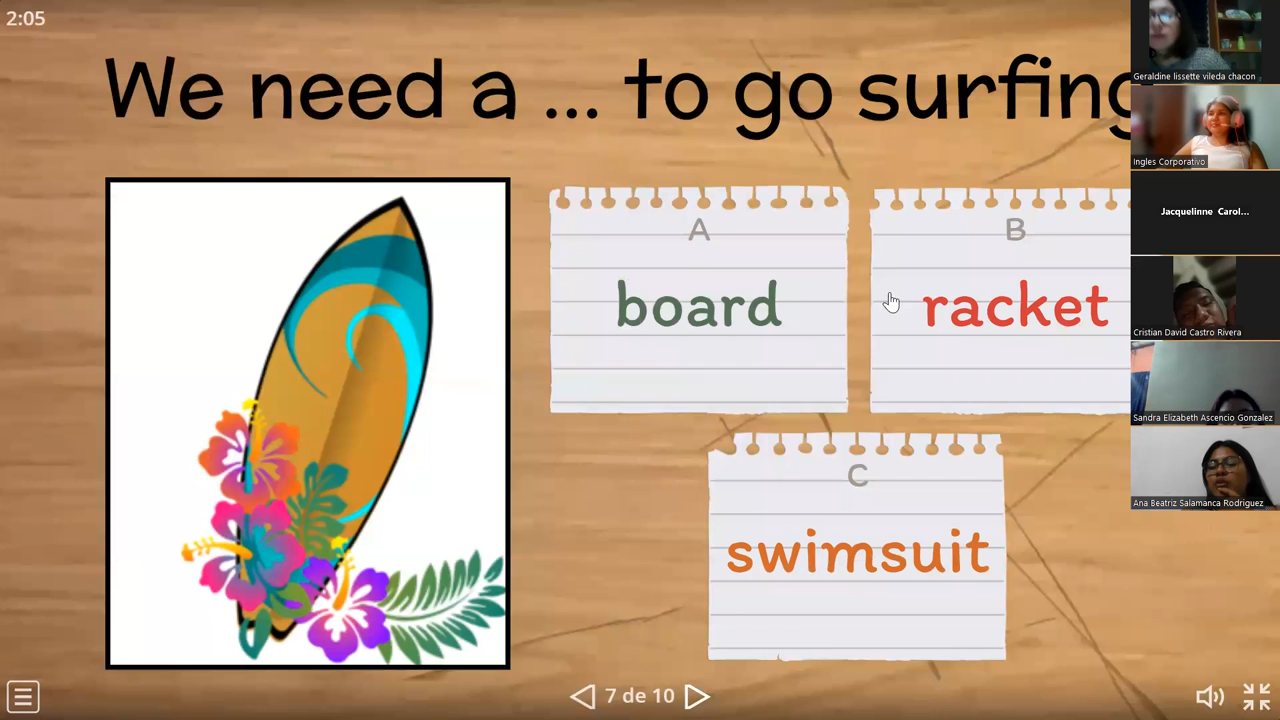 2:05
We need a ... to go surfing
A
board
B
racket
C
swimsuit
7 de 10
Geraldine lissette vileda chacon
Ingles Corporativo
Jacquelinne Carol...
Cristian David Castro Rivera
Sandra Elizabeth Ascencio Gonzalez
Ana Beatriz Salamanca Rodriguez